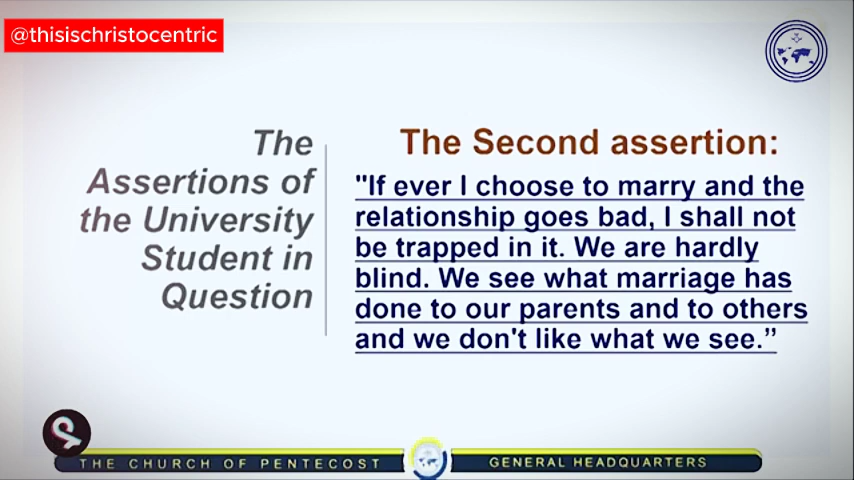 @thisischristocentric
The
Assertions of
the University
Student in
Question
The Second assertion:
"If ever I choose to marry and the
relationship goes bad, I shall not
be trapped in it. We are hardly
blind. We see what marriage has
done to our parents and to others
and we don't like what we see.”
THE CHURCH OF PENTECOST
GENERAL HEADQUARTERS